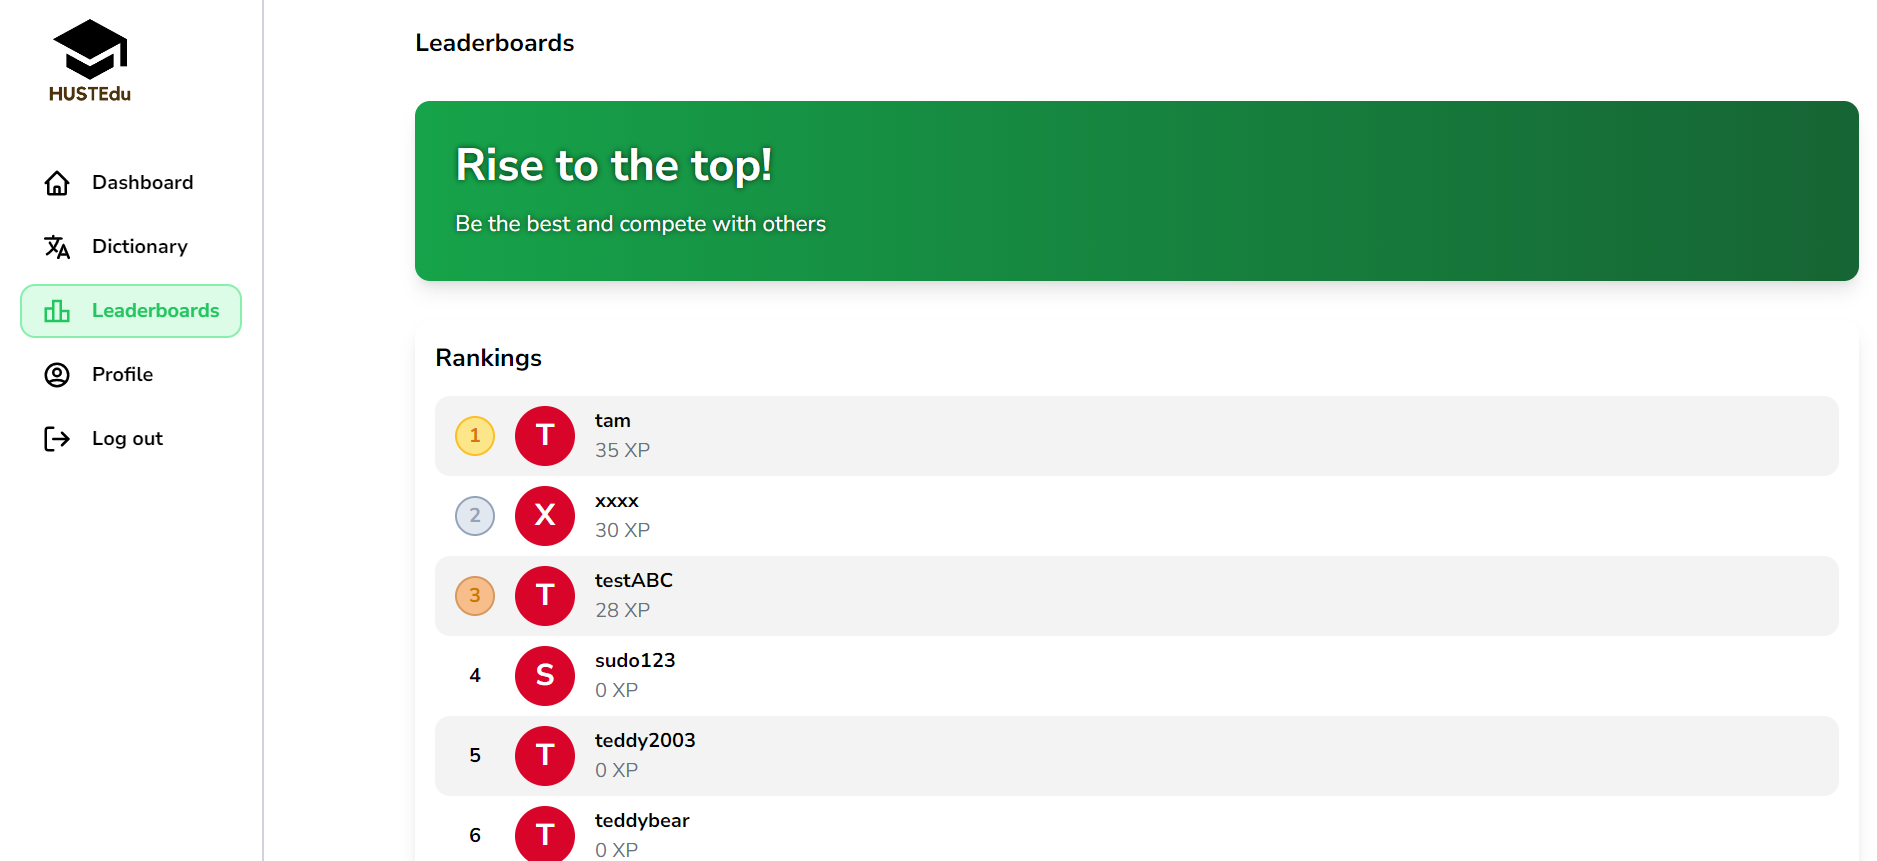 HUSTEdu
Dashboard
Dictionary
Leaderboards
Profile
Log out
Leaderboards
Rise to the top!
Be the best and compete with others
Rankings
1
T
tam
35 XP
2
X
xxxx
30 XP
3
T
testABC
28 XP
4
S
sudo123
0 XP
5
T
teddy2003
0 XP
6
T
teddybear
0 XP